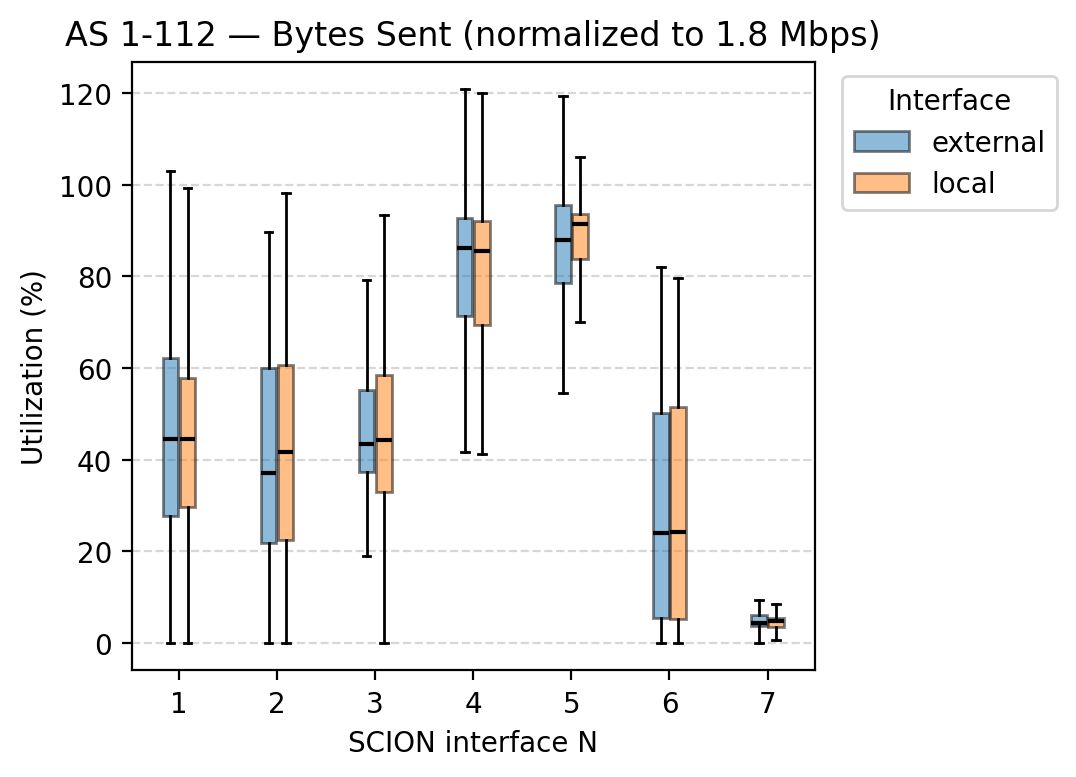 AS 1-112 — Bytes Sent (normalized to 1.8 Mbps)
Interface
external
local
Utilization (%)
120
100
80
60
40
20
0
1 2 3 4 5 6 7
SCION interface N